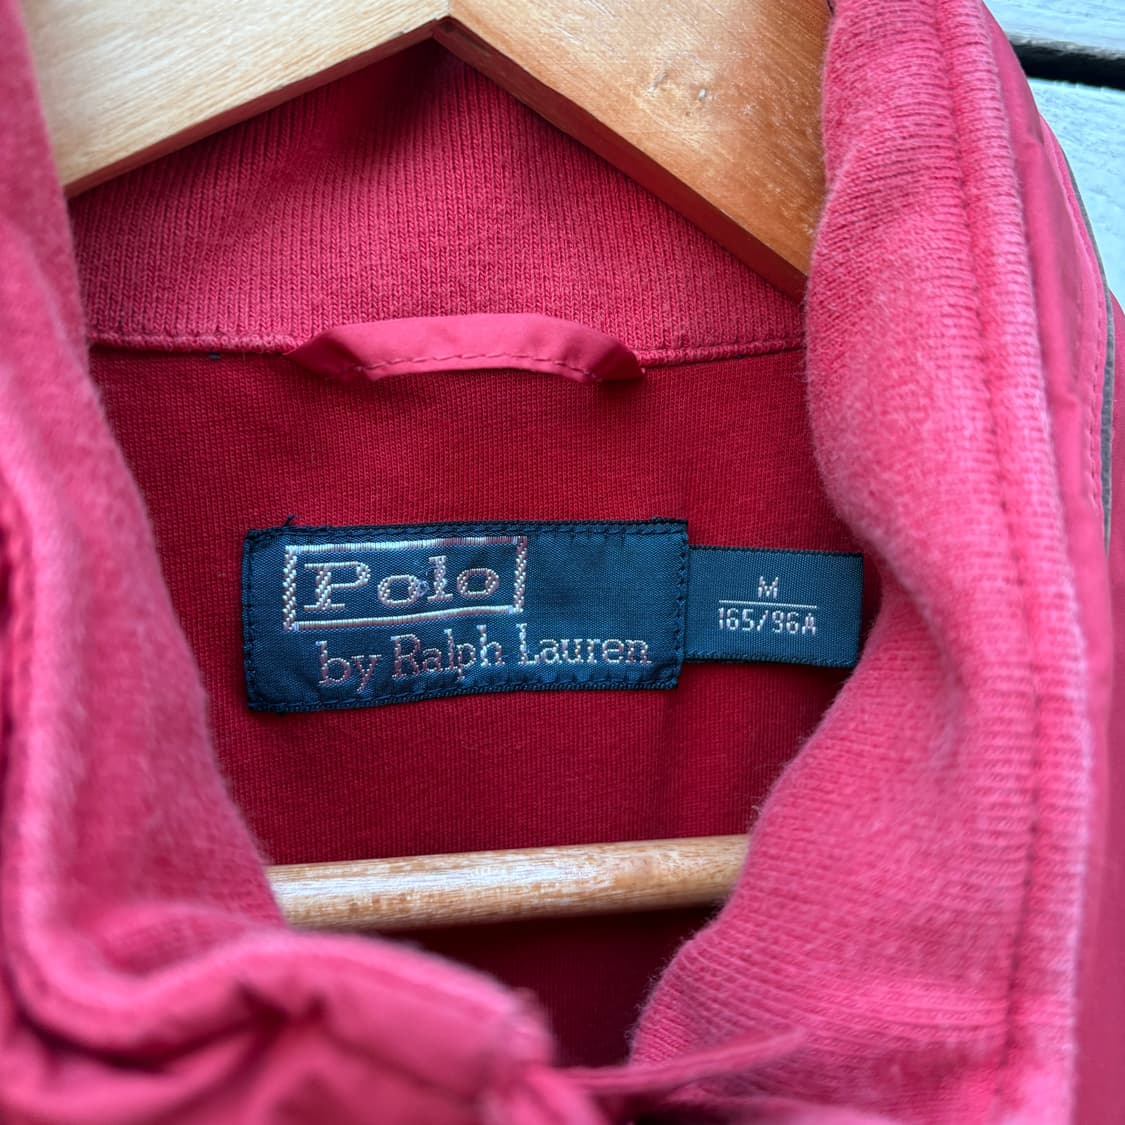 Polo
by Ralph Lauren
M
165/96A